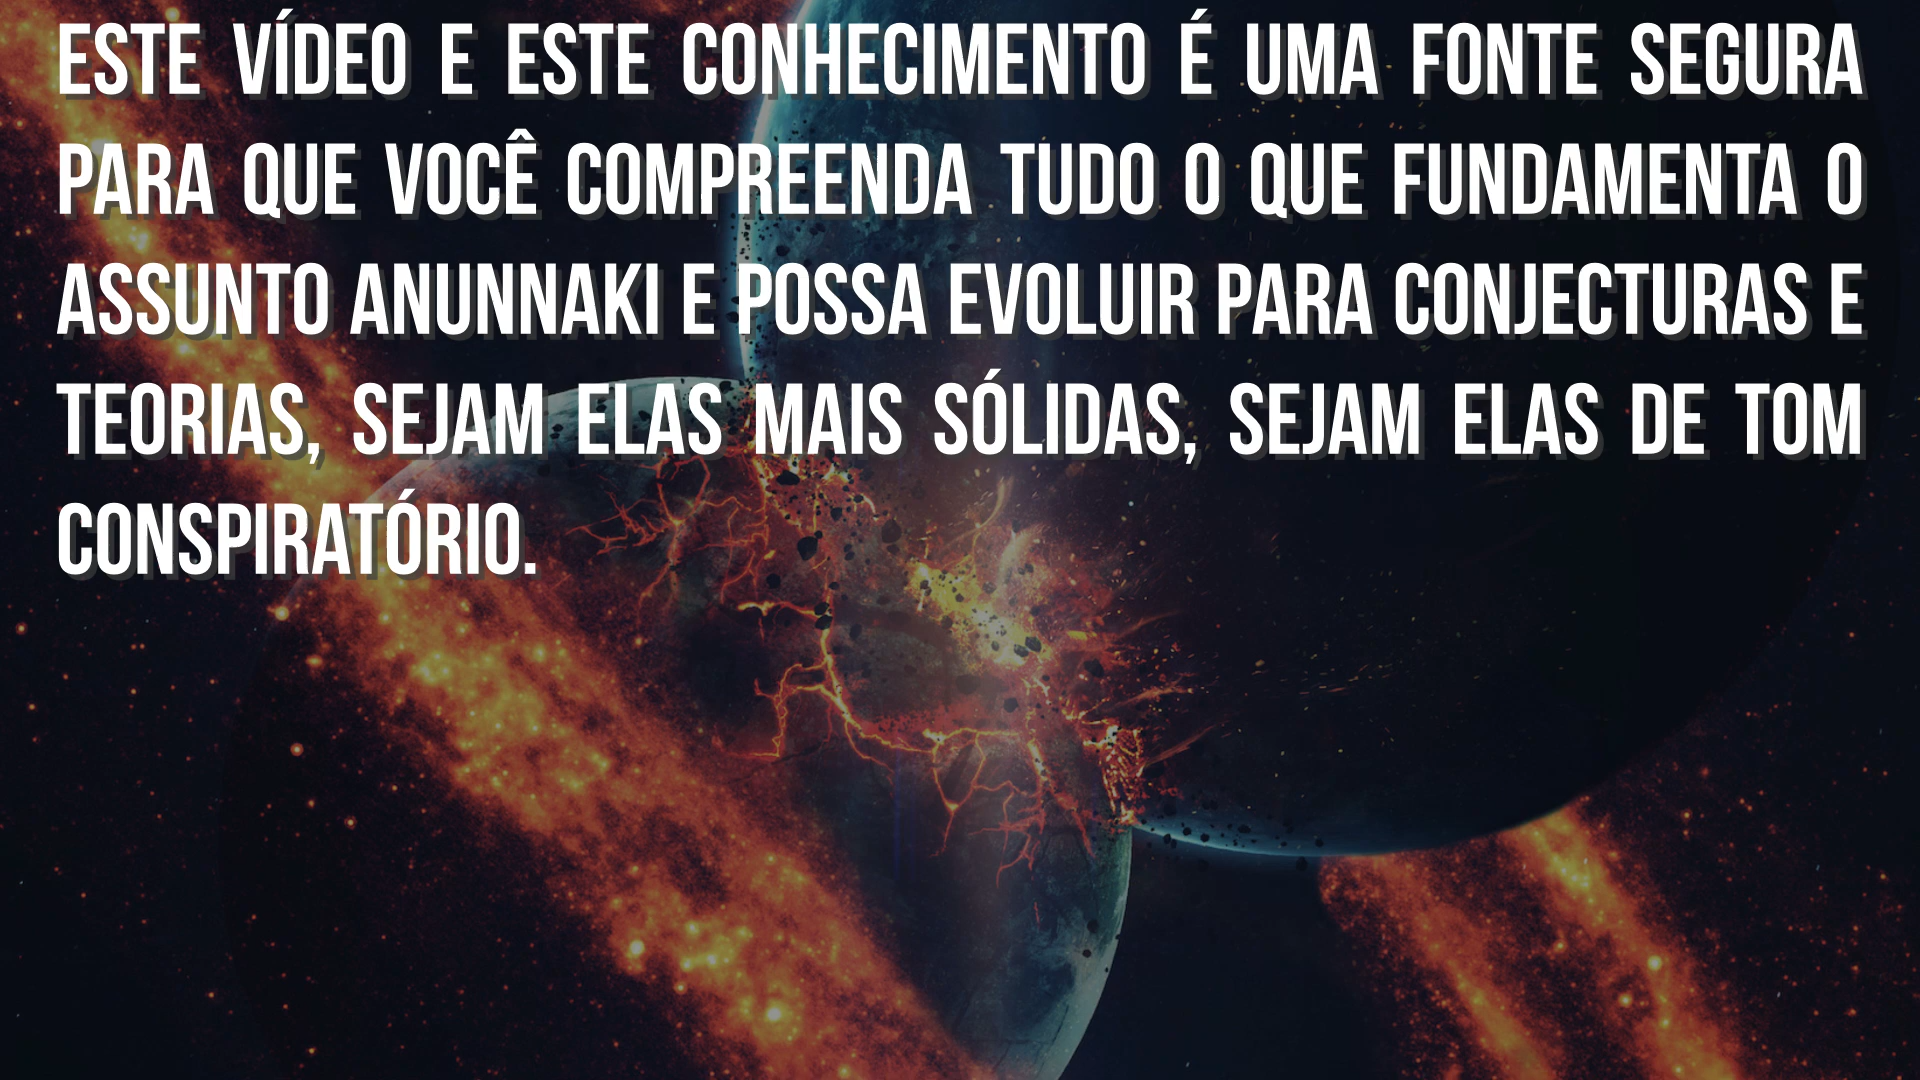 ESTE VÍDEO E ESTE CONHECIMENTO É UMA FONTE SEGURA
PARA QUE VOCÊ COMPREENDA TUDO O QUE FUNDAMENTA O
ASSUNTO ANUNNAKI E POSSA EVOLUIR PARA CONJECTURAS E
TEORIAS, SEJAM ELAS MAIS SÓLIDAS, SEJAM ELAS DE TOM
CONSPIRATÓRIO.